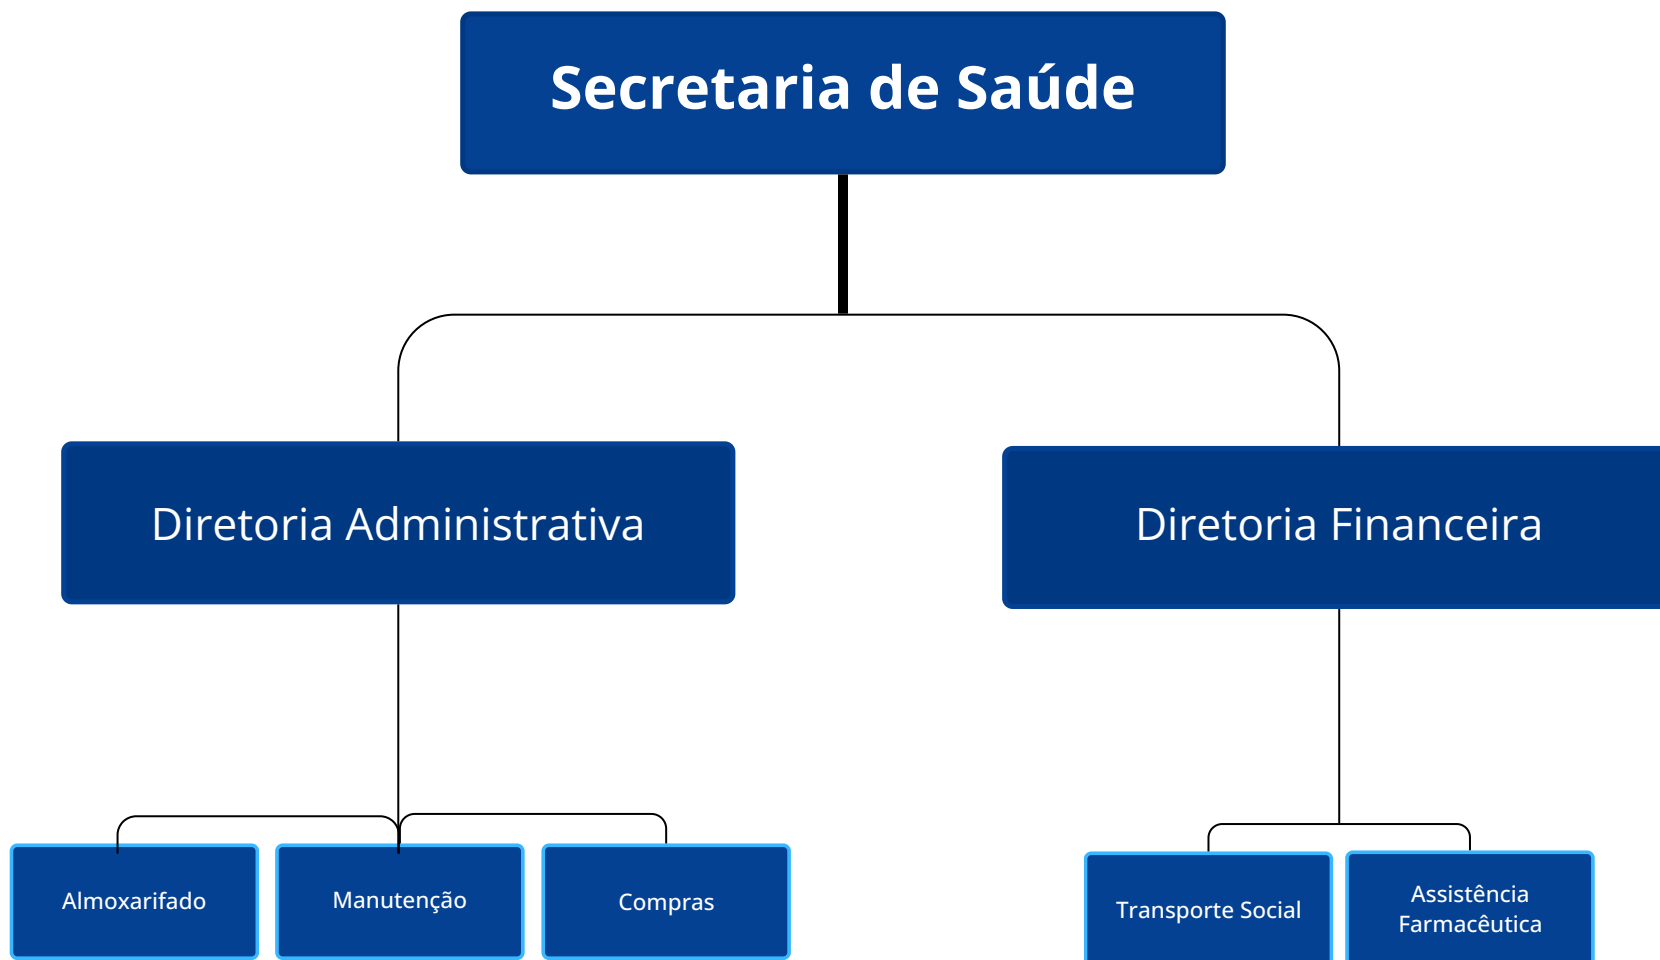 Secretaria de Saúde
Diretoria Administrativa
Diretoria Financeira
Almoxarifado
Manutenção
Compras
Transporte Social
Assistência
Farmacêutica